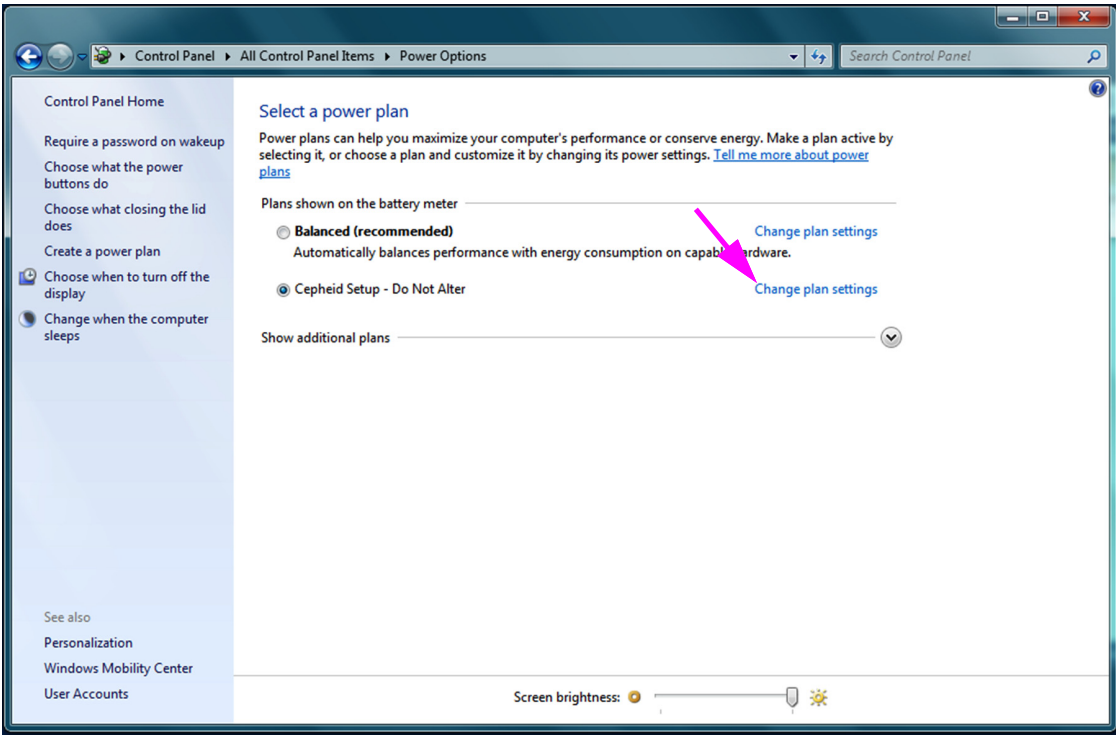 Control Panel ▸ All Control Panel Items ▸ Power Options
Search Control Panel
Control Panel Home
Require a password on wakeup
Choose what the power
buttons do
Choose what closing the lid
does
Create a power plan
Choose when to turn off the
display
Change when the computer
sleeps
See also
Personalization
Windows Mobility Center
User Accounts
Select a power plan
Power plans can help you maximize your computer's performance or conserve energy. Make a plan active by
selecting it, or choose a plan and customize it by changing its power settings. Tell me more about power
plans
Plans shown on the battery meter
Balanced (recommended) Change plan settings
Automatically balances performance with energy consumption on capable hardware.
Cepheid Setup - Do Not Alter Change plan settings
Show additional plans
Screen brightness: